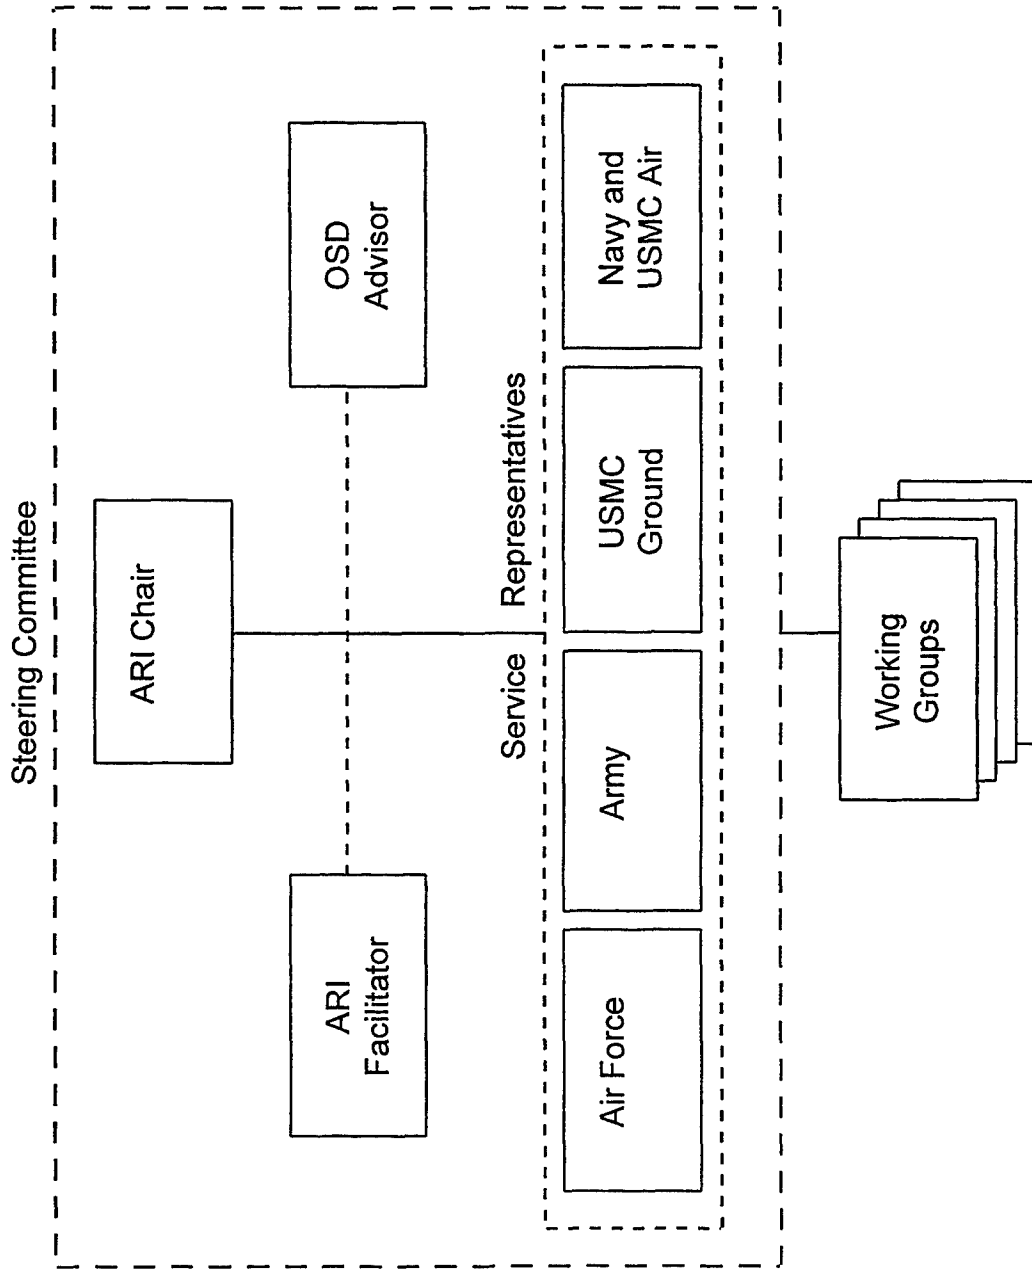 Steering Committee
ARI Chair
ARI
Facilitator
OSD
Advisor
Service Representatives
Air Force
Army
USMC
Ground
Navy and
USMC Air
Working
Groups